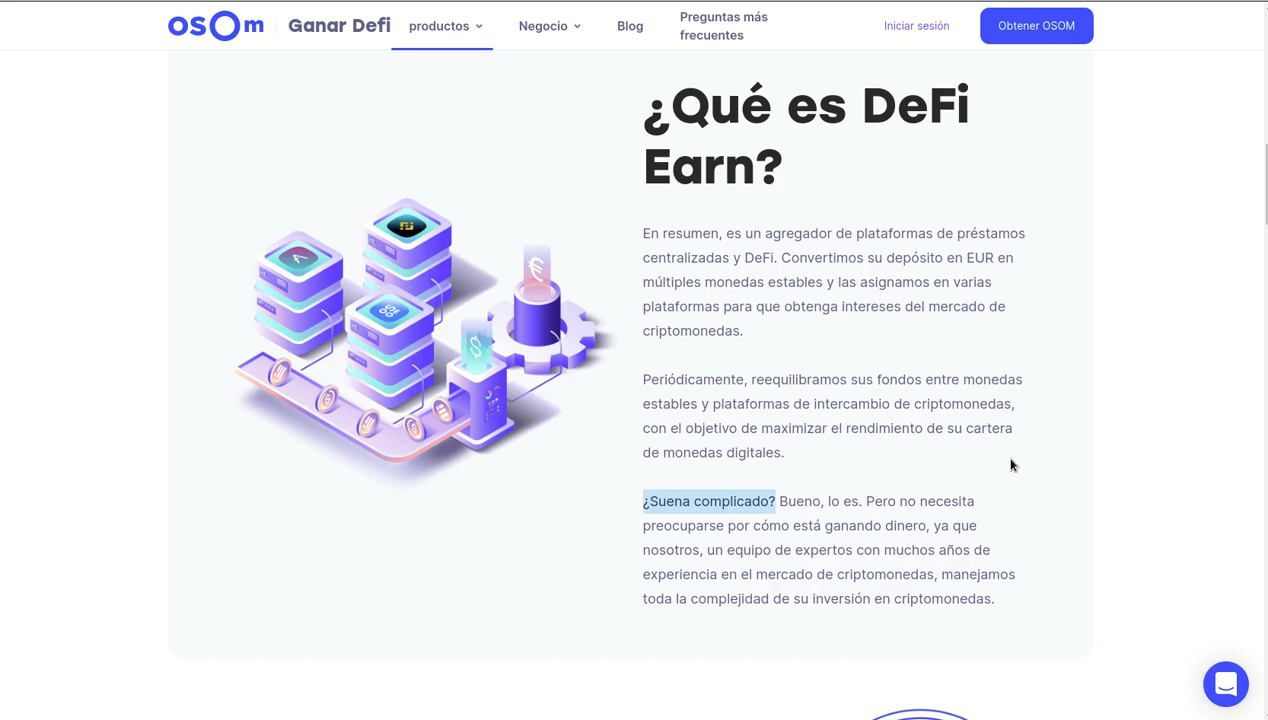 osom
Ganar Defi
productos
Negocio
Blog
Preguntas más
frecuentes
Iniciar sesión
Obtener OSOM
¿Qué es DeFi
Earn?
En resumen, es un agregador de plataformas de préstamos
centralizadas y DeFi. Convertimos su depósito en EUR en
múltiples monedas estables y las asignamos en varias
plataformas para que obtenga intereses del mercado de
criptomonedas.
Periódicamente, reequilibramos sus fondos entre monedas
estables y plataformas de intercambio de criptomonedas,
con el objetivo de maximizar el rendimiento de su cartera
de monedas digitales.
¿Suena complicado? Bueno, lo es. Pero no necesita
preocuparse por cómo está ganando dinero, ya que
nosotros, un equipo de expertos con muchos años de
experiencia en el mercado de criptomonedas, manejamos
toda la complejidad de su inversión en criptomonedas.